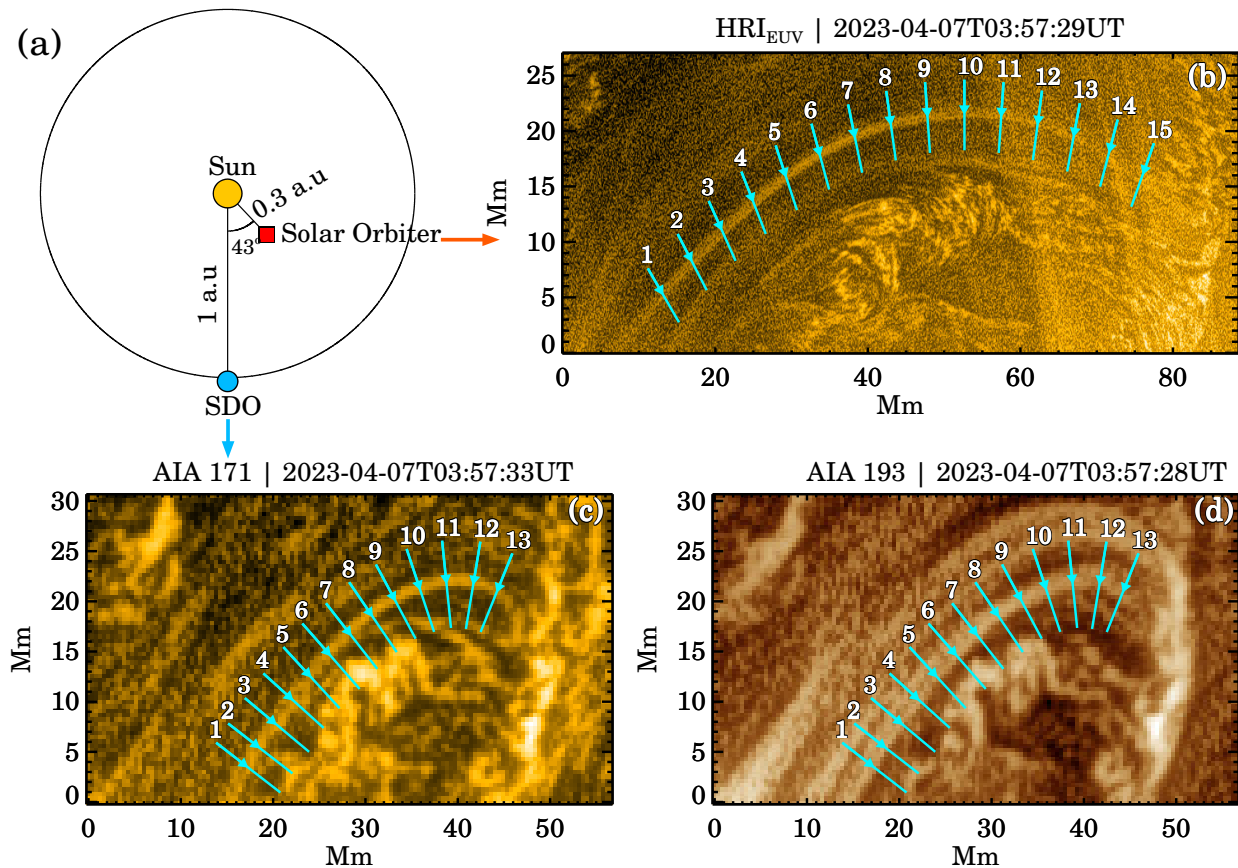 (a)
Sun
0.3 a.u
43°
Solar Orbiter
1 a.u
SDO
HRI_EUV | 2023-04-07T03:57:29UT
(b)
1 2 3 4 5 6 7 8 9 10 11 12 13 14 15
25
20
15
10
5
0
Mm
0 20 40 60 80
Mm
AIA 171 | 2023-04-07T03:57:33UT
(c)
1 2 3 4 5 6 7 8 9 10 11 12 13
30
25
20
15
10
5
0
Mm
0 10 20 30 40 50
Mm
AIA 193 | 2023-04-07T03:57:28UT
(d)
1 2 3 4 5 6 7 8 9 10 11 12 13
30
25
20
15
10
5
0
Mm
0 10 20 30 40 50
Mm